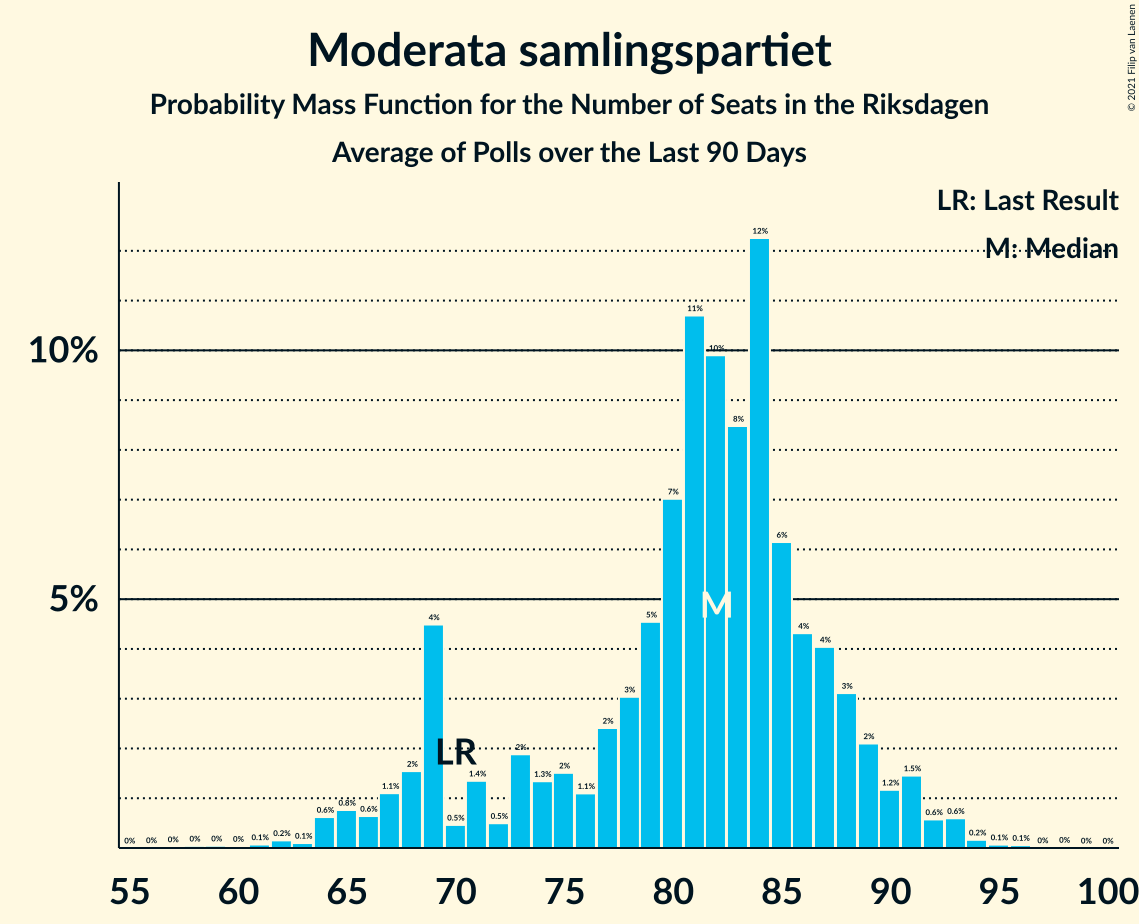 Moderata samlingspartiet
Probability Mass Function for the Number of Seats in the Riksdagen
Average of Polls over the Last 90 Days
© 2021 Filip van Laenen
LR: Last Result
M: Median
10%
5%
0% 0% 0% 0% 0% 0% 0.1% 0.2% 0.1% 0.6% 0.8% 0.6% 1.1% 2% 4% 0.5% 1.4% 0.5% 2% 1.3% 2% 1.1% 2% 3% 5% 7% 11% 10% 8% 12% 6% 4% 4% 3% 2% 1.2% 1.5% 0.6% 0.6% 0.2% 0.1% 0.1% 0% 0% 0% 0%
LR
M
55 60 65 70 75 80 85 90 95 100